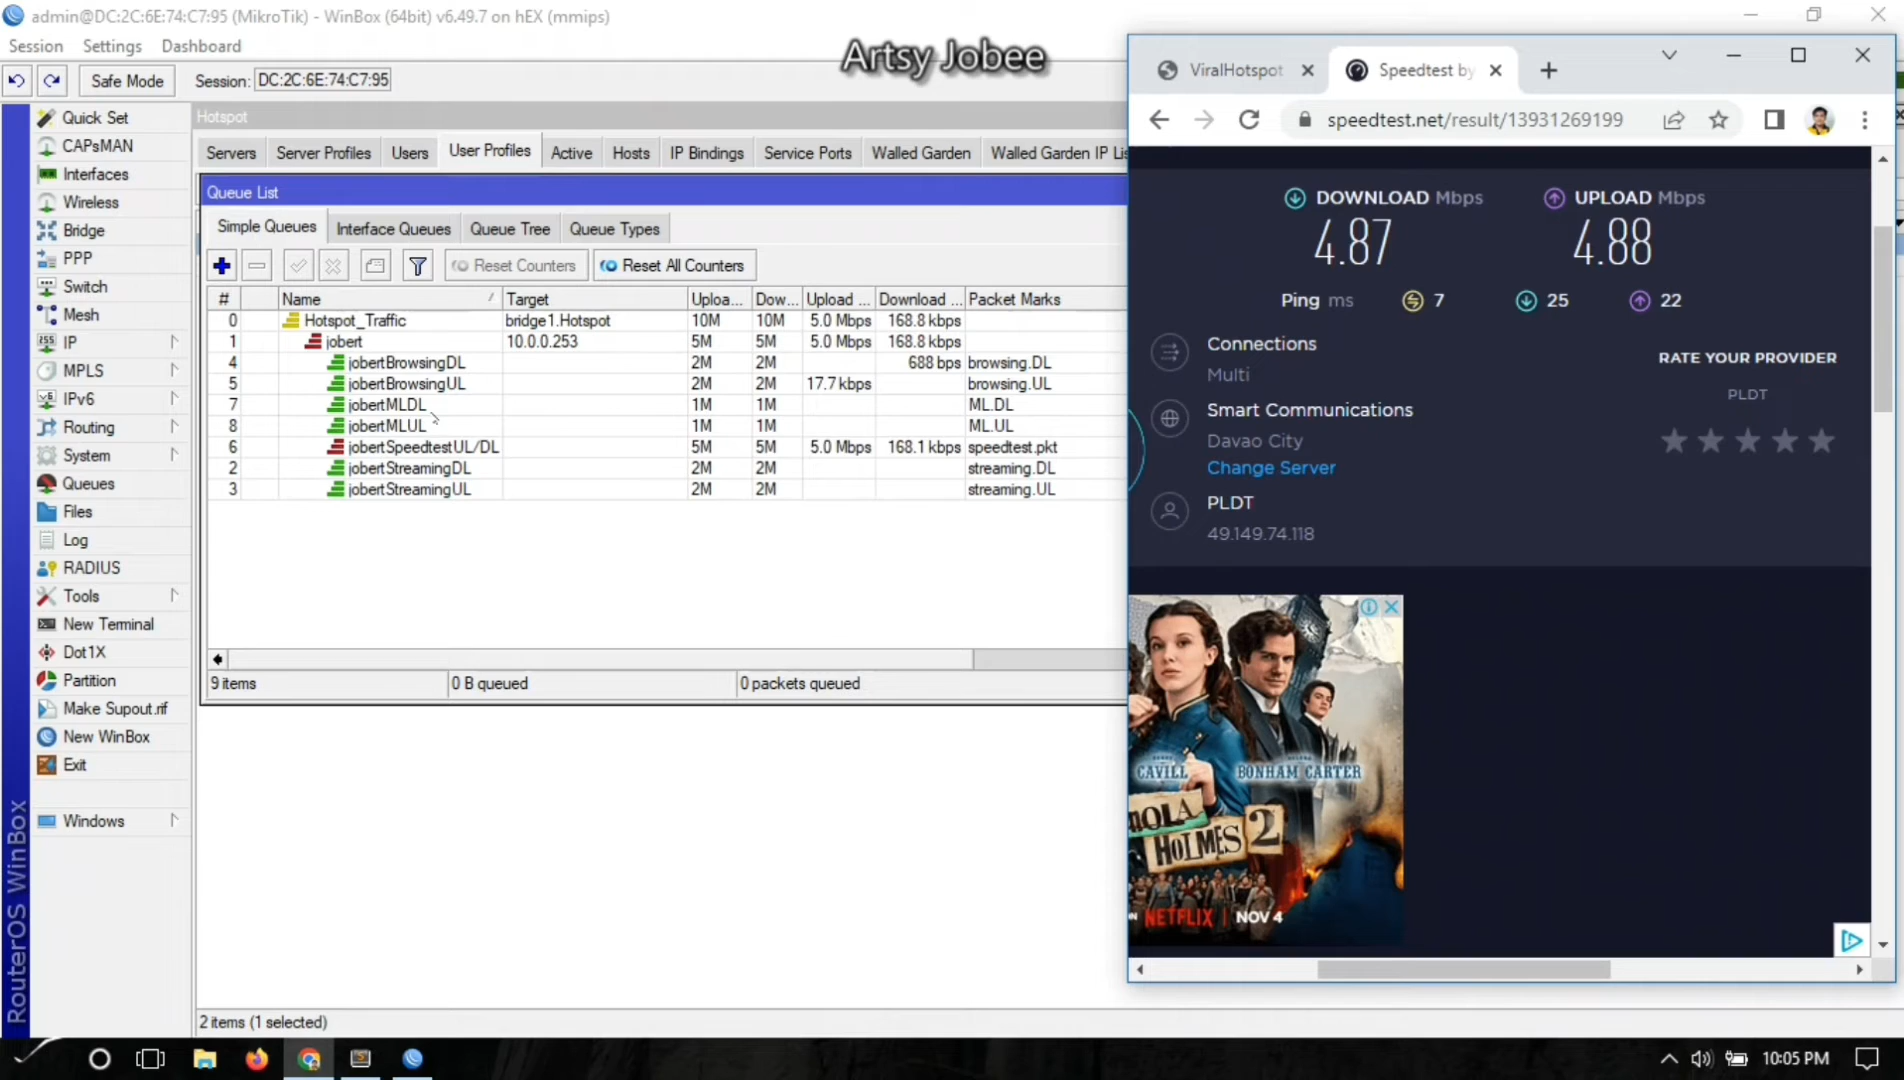 admin@DC:2C:6E:74:C7:95 (MikroTik) - WinBox (64bit) v6.49.7 on hEX (mmips)
Session Settings Dashboard
Artsy Jobee
Safe Mode Session: DC:2C:6E:74:C7:95
Quick Set
CAPsMAN
Interfaces
Wireless
Bridge
PPP
Switch
Mesh
IP
MPLS
IPv6
Routing
System
Queues
Files
Log
RADIUS
Tools
New Terminal
Dot1X
Partition
Make Supout.rif
New WinBox
Exit
Windows
RouterOS WinBox
Hotspot
Servers Server Profiles Users User Profiles Active Hosts IP Bindings Service Ports Walled Garden Walled Garden IP Lis
Queue List
Simple Queues Interface Queues Queue Tree Queue Types
Reset Counters Reset All Counters
# Name Target Uploa... Dow... Upload ... Download ... Packet Marks
0 Hotspot_Traffic bridge1.Hotspot 10M 10M 5.0 Mbps 168.8 kbps
1 jobert 10.0.0.253 5M 5M 5.0 Mbps 168.8 kbps
4 jobertBrowsingDL 2M 2M 688 bps browsing.DL
5 jobertBrowsingUL 2M 2M 17.7 kbps browsing.UL
7 jobertMLDL 1M 1M ML.DL
8 jobertMLUL 1M 1M ML.UL
6 jobertSpeedtestUL/DL 5M 5M 5.0 Mbps 168.1 kbps speedtest.pkt
2 jobertStreamingDL 2M 2M streaming.DL
3 jobertStreamingUL 2M 2M streaming.UL
9 items 0 B queued 0 packets queued
2 items (1 selected)
ViralHotspot Speedtest by
speedtest.net/result/13931269199
DOWNLOAD Mbps UPLOAD Mbps
4.87 4.88
Ping ms 7 25 22
Connections
Multi
RATE YOUR PROVIDER
PLDT
Smart Communications
Davao City
Change Server
PLDT
49.149.74.118
CAVILL BONHAM CARTER
NOLA
HOLMES 2
ON NETFLIX | NOV 4
10:05 PM